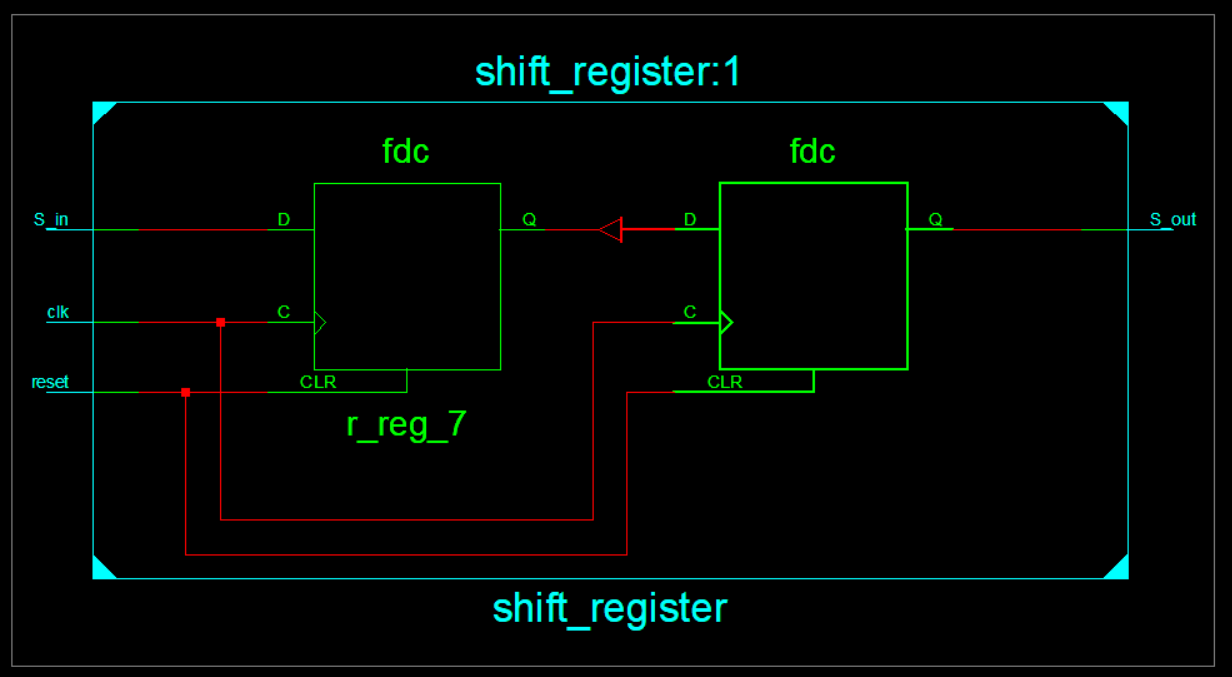 shift_register:1
fdc fdc
S_in D Q D Q S_out
clk C C
reset CLR CLR
r_reg_7
shift_register